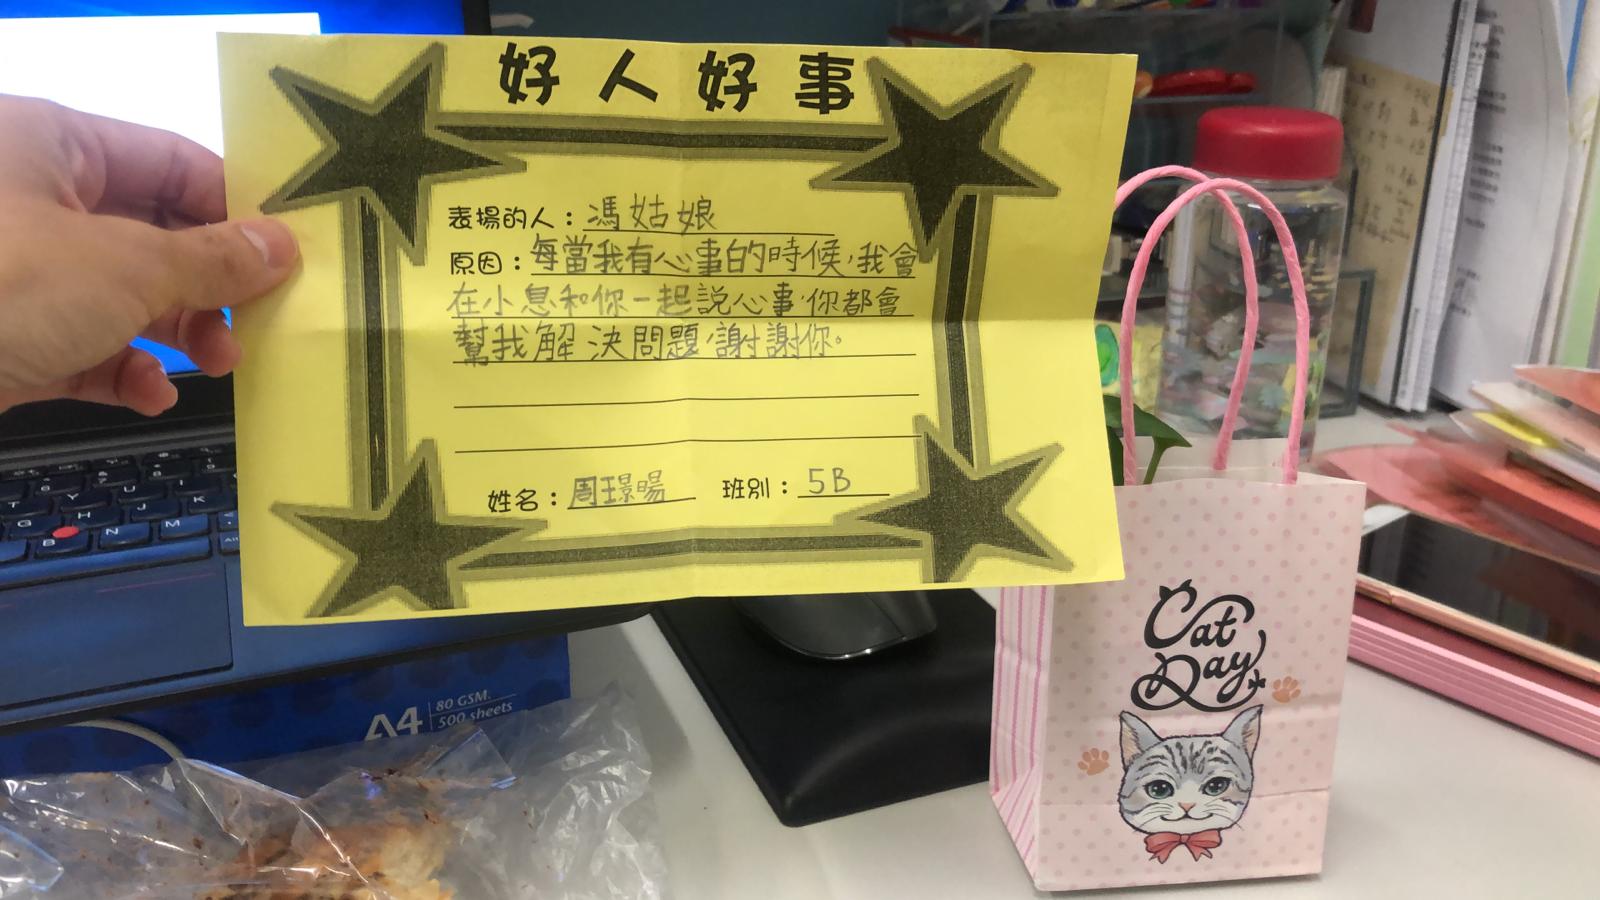 好人好事
表揚的人：馮姑娘
原因：每當我有心事的時候，我會
在小息和你一起說心事，你都會
幫我解決問題，謝謝你。
姓名：周璟暘 班別：5B
A4 80 GSM.
500 sheets
Cat
Day